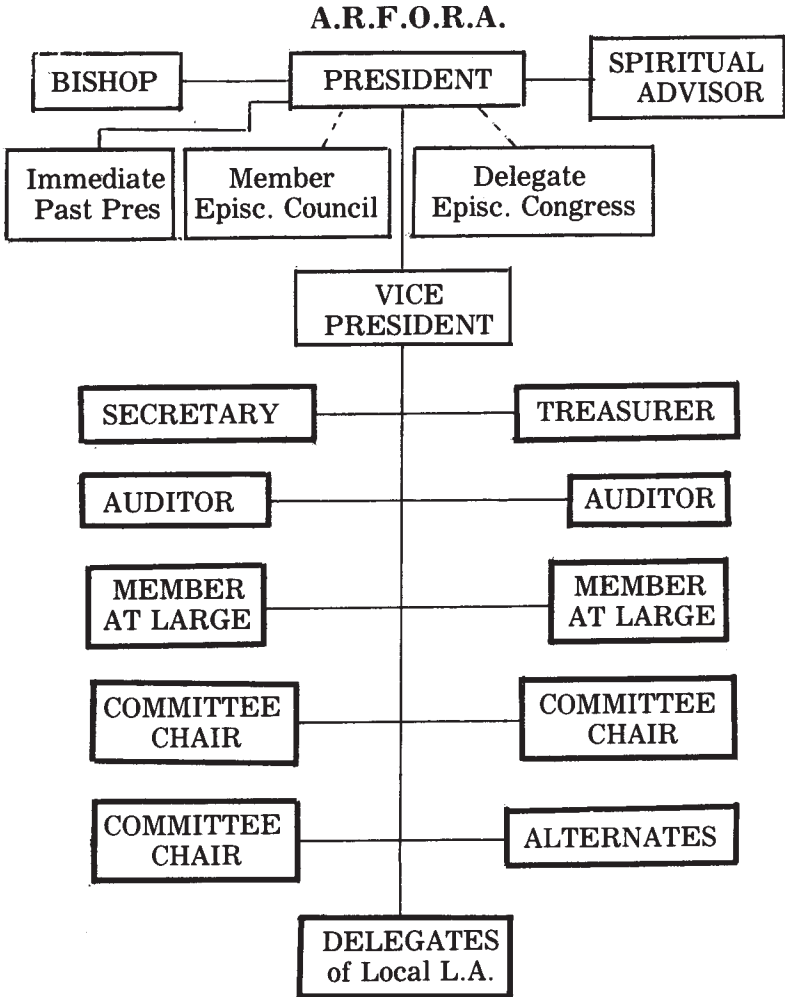 A.R.F.O.R.A.
BISHOP
PRESIDENT
SPIRITUAL
ADVISOR
Immediate
Past Pres
Member
Episc. Council
Delegate
Episc. Congress
VICE
PRESIDENT
SECRETARY
TREASURER
AUDITOR
AUDITOR
MEMBER
AT LARGE
MEMBER
AT LARGE
COMMITTEE
CHAIR
COMMITTEE
CHAIR
COMMITTEE
CHAIR
ALTERNATES
DELEGATES
of Local L.A.